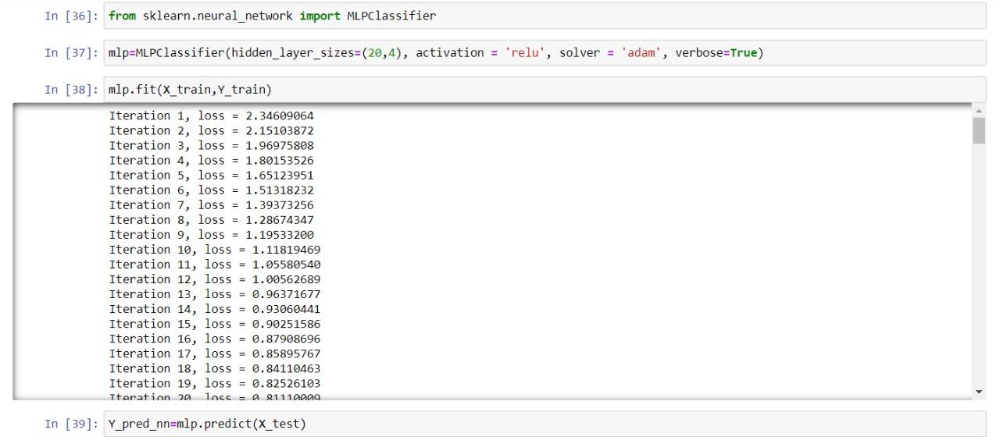 In [36]: from sklearn.neural_network import MLPClassifier
In [37]: mlp=MLPClassifier(hidden_layer_sizes=(20,4), activation = 'relu', solver = 'adam', verbose=True)
In [38]: mlp.fit(X_train,Y_train)
Iteration 1, loss = 2.34609064
Iteration 2, loss = 2.15103872
Iteration 3, loss = 1.96975808
Iteration 4, loss = 1.80153526
Iteration 5, loss = 1.65123951
Iteration 6, loss = 1.51318232
Iteration 7, loss = 1.39373256
Iteration 8, loss = 1.28674347
Iteration 9, loss = 1.19533200
Iteration 10, loss = 1.11819469
Iteration 11, loss = 1.05580540
Iteration 12, loss = 1.00562689
Iteration 13, loss = 0.96371677
Iteration 14, loss = 0.93060441
Iteration 15, loss = 0.90251586
Iteration 16, loss = 0.87908696
Iteration 17, loss = 0.85895767
Iteration 18, loss = 0.84110463
Iteration 19, loss = 0.82526103
Iteration 20, loss = 0.81110009
In [39]: Y_pred_nn=mlp.predict(X_test)